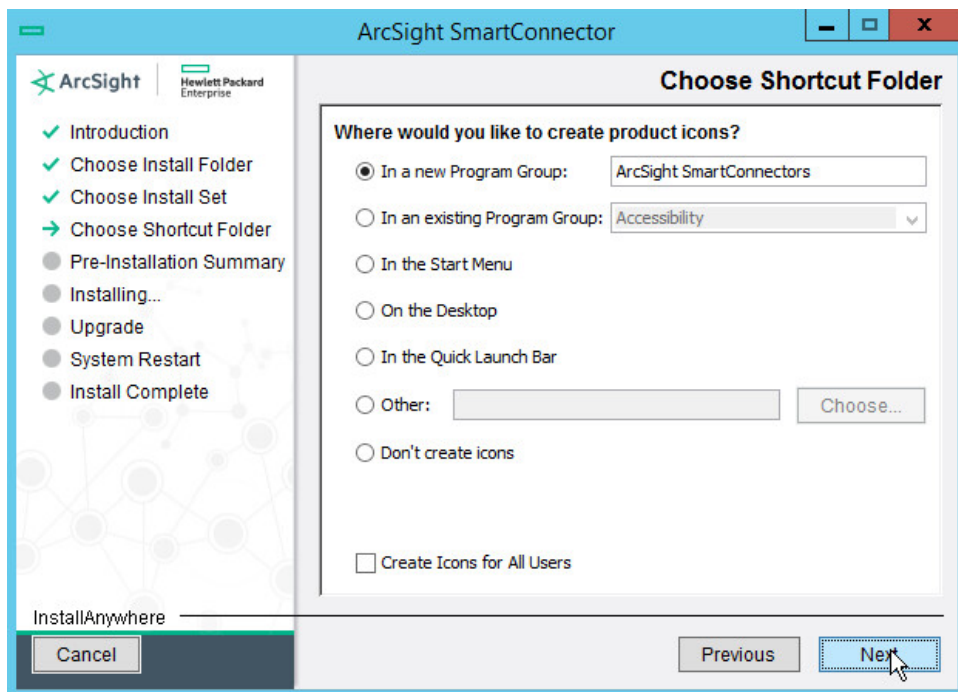 ArcSight SmartConnector
ArcSight
Hewlett Packard
Enterprise
Choose Shortcut Folder
Introduction
Choose Install Folder
Choose Install Set
Choose Shortcut Folder
Pre-Installation Summary
Installing...
Upgrade
System Restart
Install Complete
Where would you like to create product icons?
In a new Program Group: ArcSight SmartConnectors
In an existing Program Group: Accessibility
In the Start Menu
On the Desktop
In the Quick Launch Bar
Other: Choose...
Don't create icons
Create Icons for All Users
InstallAnywhere
Cancel Previous Next